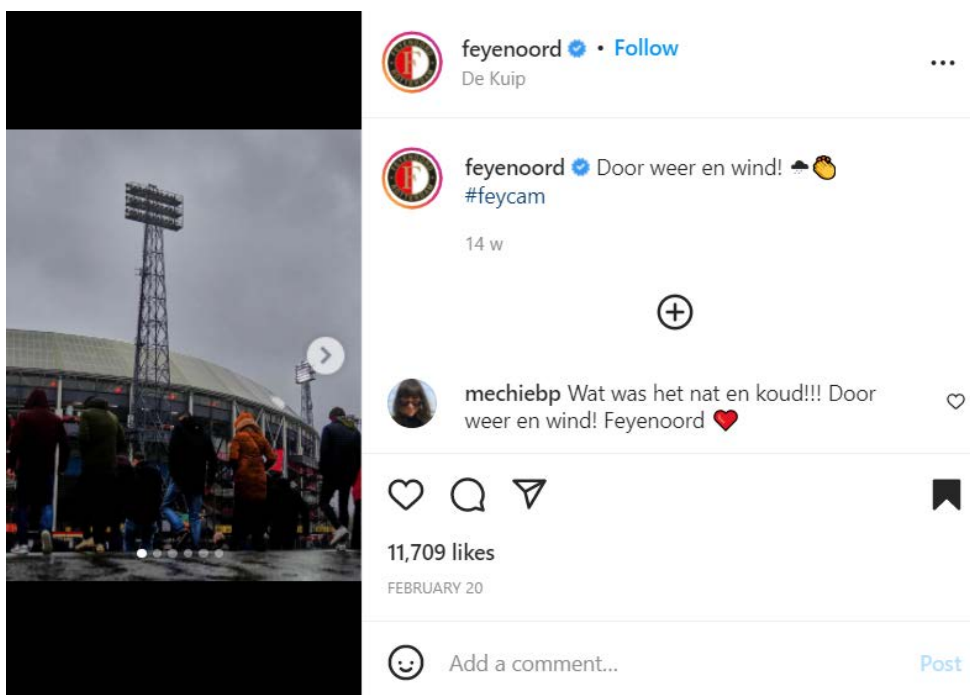 feyenoord • Follow
De Kuip
feyenoord Door weer en wind! 🌧👏
#feycam
14 w
mechiebp Wat was het nat en koud!!! Door
weer en wind! Feyenoord ❤
11,709 likes
FEBRUARY 20
Add a comment...
Post